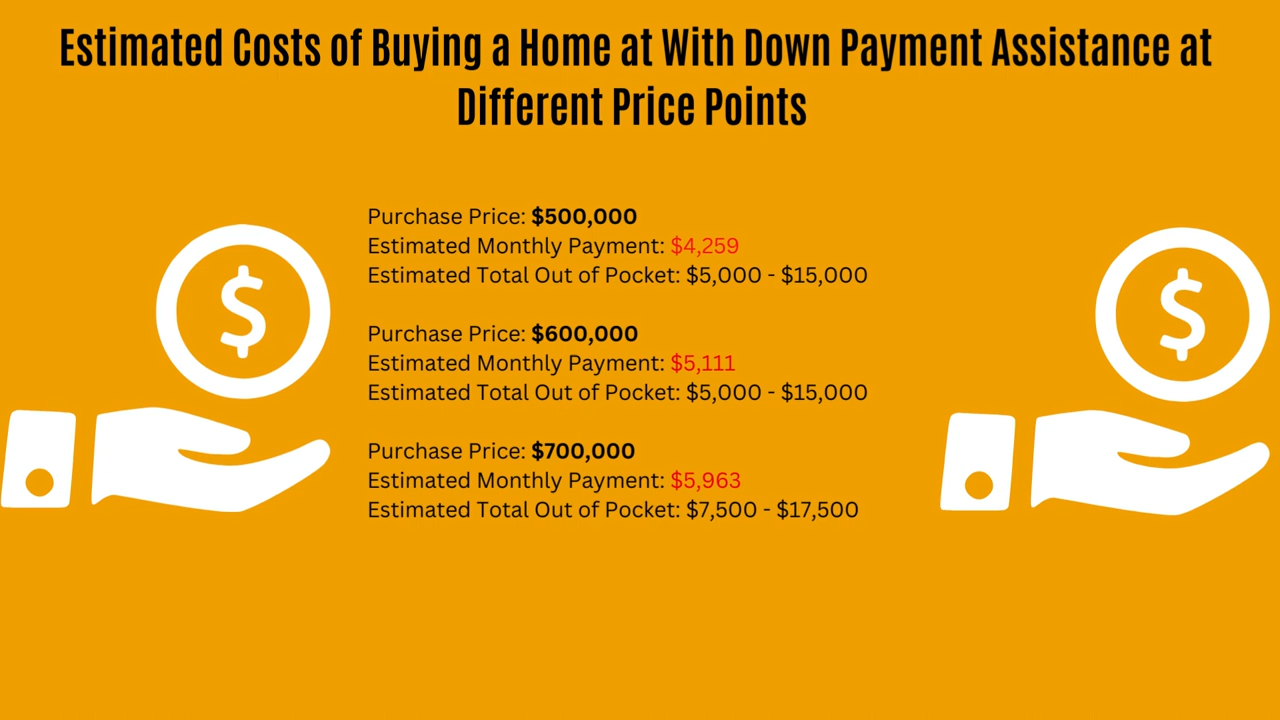 Estimated Costs of Buying a Home at With Down Payment Assistance at
Different Price Points
Purchase Price: $500,000
Estimated Monthly Payment: $4,259
Estimated Total Out of Pocket: $5,000 - $15,000
Purchase Price: $600,000
Estimated Monthly Payment: $5,111
Estimated Total Out of Pocket: $5,000 - $15,000
Purchase Price: $700,000
Estimated Monthly Payment: $5,963
Estimated Total Out of Pocket: $7,500 - $17,500
$
$